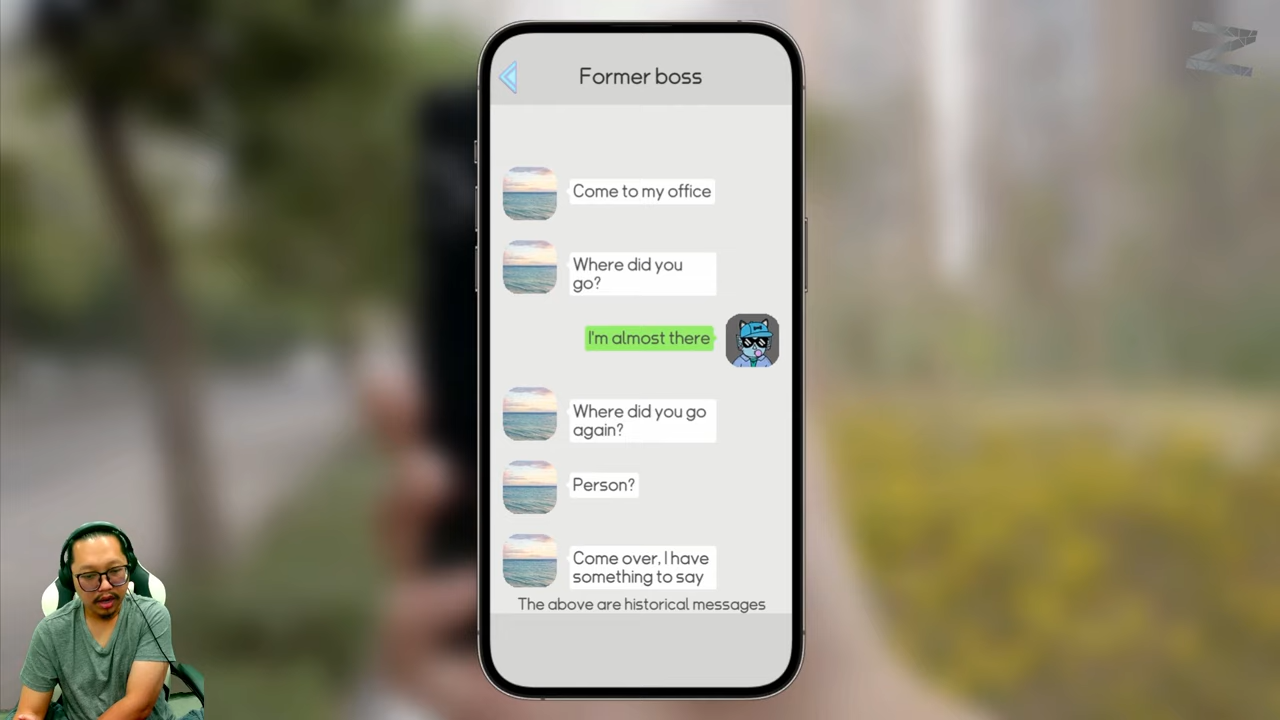 Former boss
Come to my office
Where did you
go?
I'm almost there
Where did you go
again?
Person?
Come over, I have
something to say
The above are historical messages